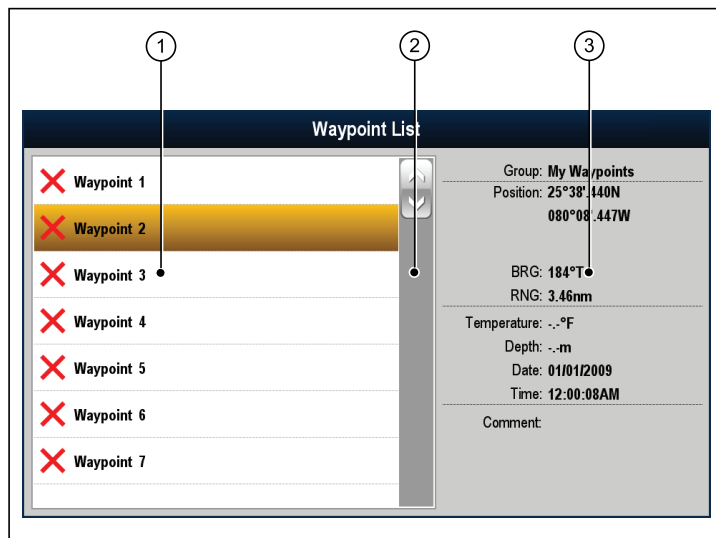 1
2
3
Waypoint List
Waypoint 1
Waypoint 2
Waypoint 3
Waypoint 4
Waypoint 5
Waypoint 6
Waypoint 7
Group: My Waypoints
Position: 25°38'.440N
080°08'.447W
BRG: 184°T
RNG: 3.46nm
Temperature: -.-°F
Depth: -.-m
Date: 01/01/2009
Time: 12:00:08AM
Comment: